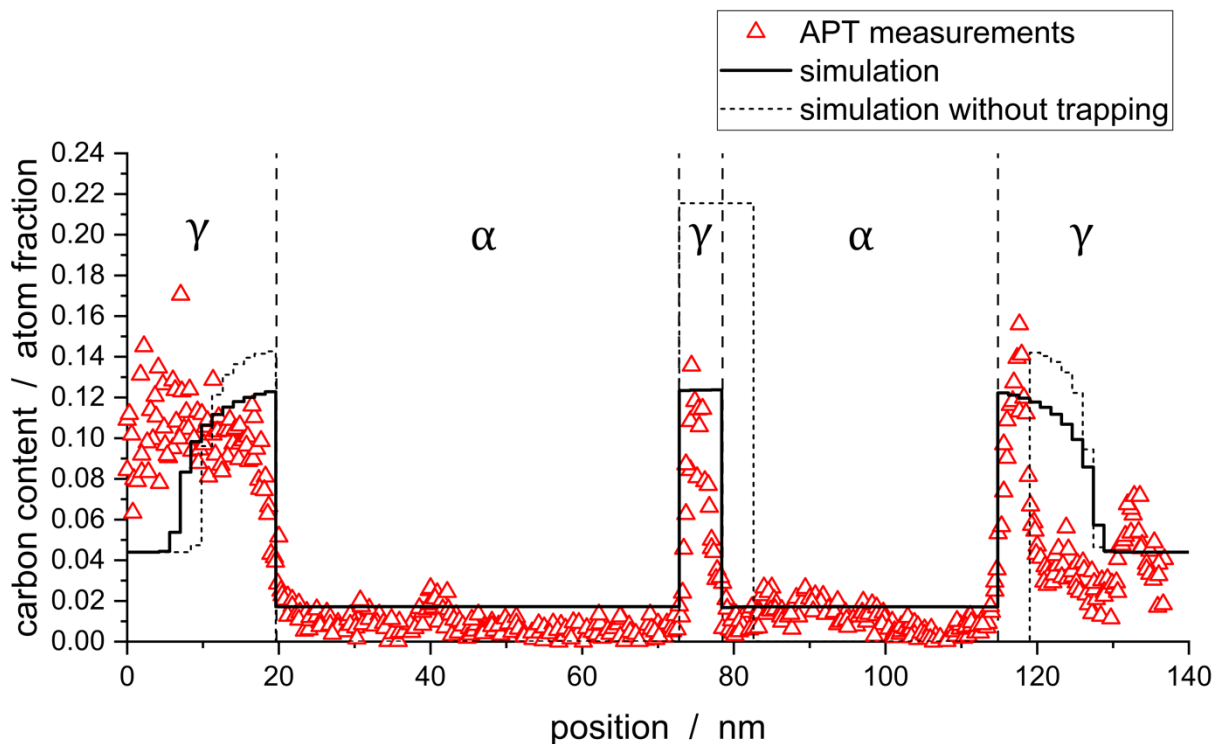 APT measurements
simulation
simulation without trapping
0.24
0.22
0.20
0.18
0.16
0.14
0.12
0.10
0.08
0.06
0.04
0.02
0.00
carbon content / atom fraction
γ α γ α γ
0 20 40 60 80 100 120 140
position / nm